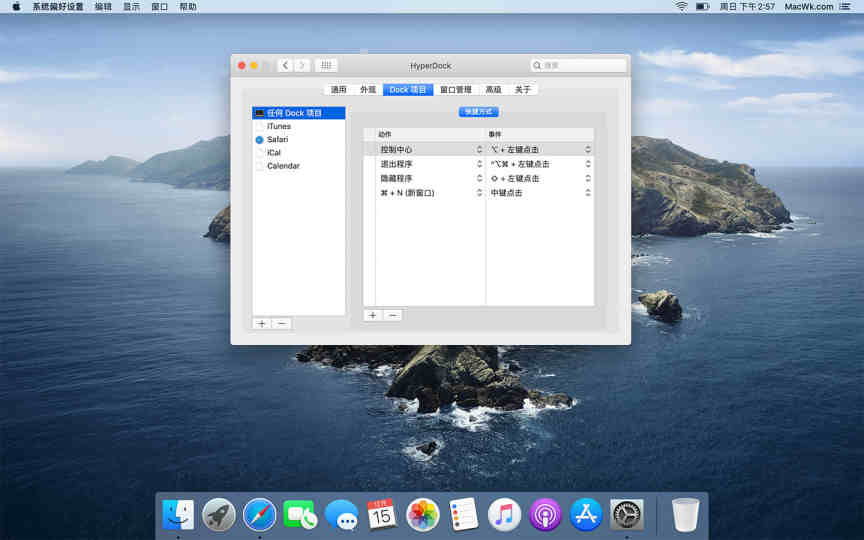 系统偏好设置 编辑 显示 窗口 帮助 周日 下午 2:57 MacWk.com
HyperDock
搜索
通用 外观 Dock 项目 窗口管理 高级 关于
任何 Dock 项目
iTunes
Safari
iCal
Calendar
快捷方式
动作 事件
控制中心 ⌥ + 左键点击
退出程序 ^⌥⌘ + 左键点击
隐藏程序 ⇧ + 左键点击
⌘ + N (新窗口) 中键点击
12月
15